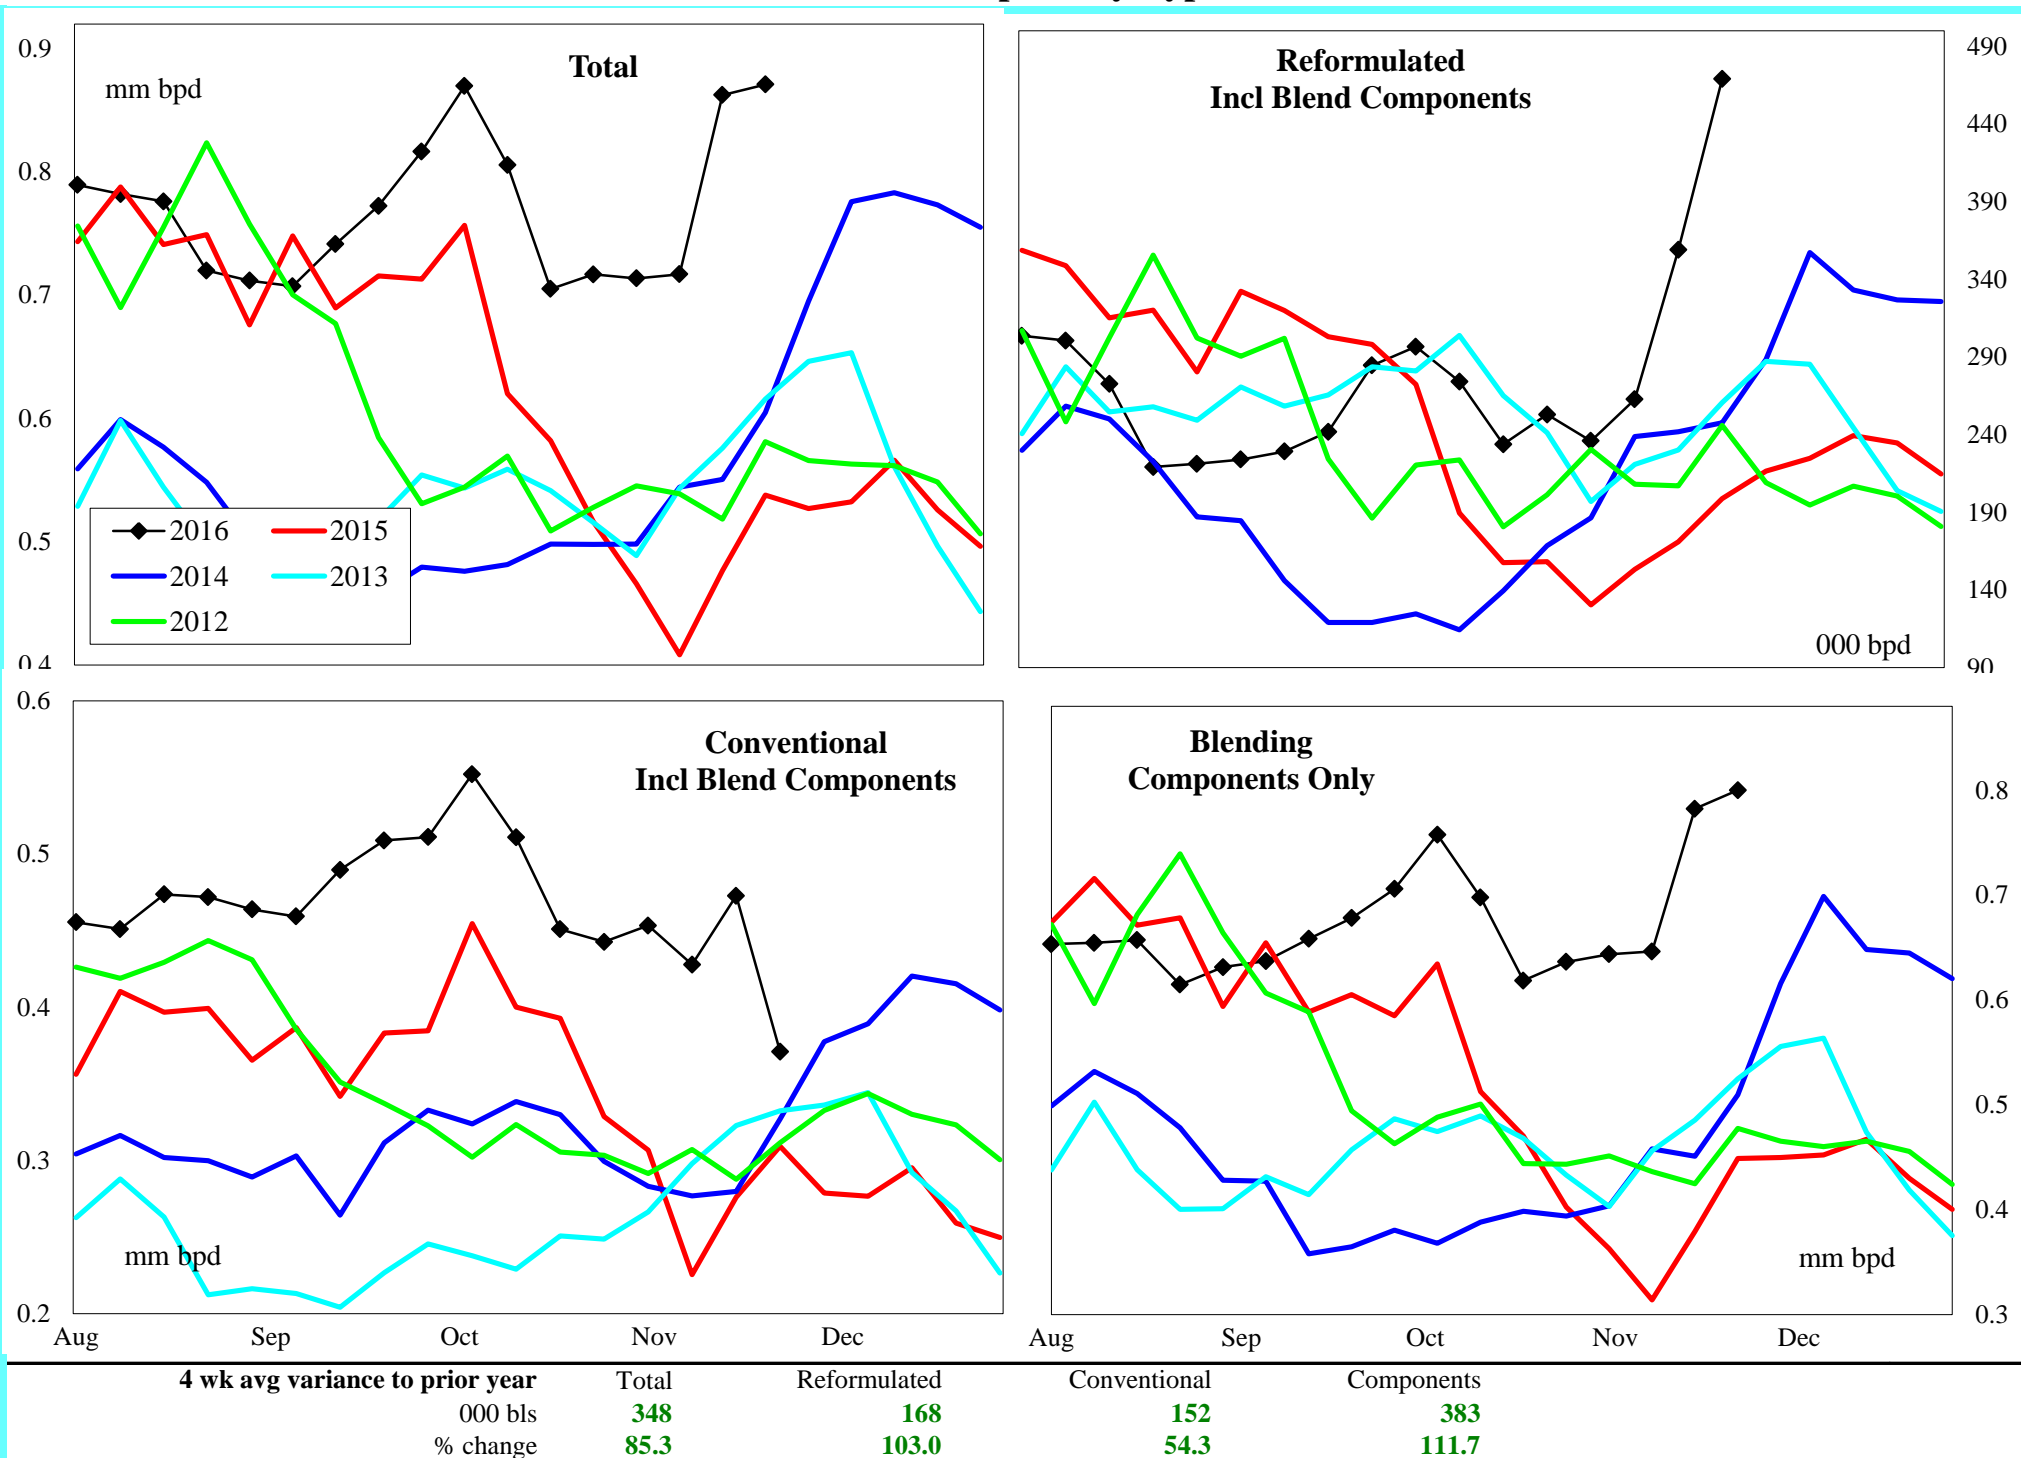 Total
mm bpd
0.9
0.8
0.7
0.6
0.5
0.4
2016
2015
2014
2013
2012
Reformulated
Incl Blend Components
490
440
390
340
290
240
190
140
90
000 bpd
Conventional
Incl Blend Components
0.6
0.5
0.4
0.3
0.2
mm bpd
Aug Sep Oct Nov Dec
Blending
Components Only
0.8
0.7
0.6
0.5
0.4
0.3
mm bpd
Aug Sep Oct Nov Dec
4 wk avg variance to prior year Total Reformulated Conventional Components
000 bls 348 168 152 383
% change 85.3 103.0 54.3 111.7